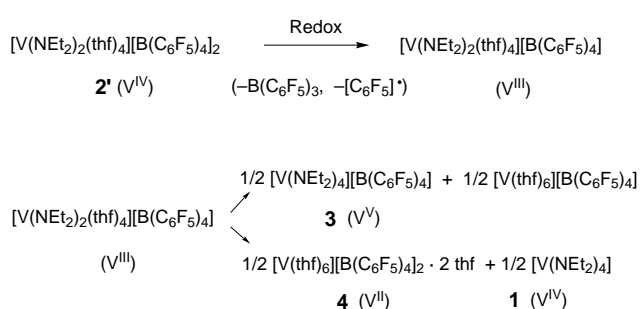 Redox
[V(NEt₂)₂(thf)₄][B(C₆F₅)₄]₂ [V(NEt₂)₂(thf)₄][B(C₆F₅)₄]
2' (Vᴵⱽ) (–B(C₆F₅)₃, –[C₆F₅]•) (Vᴵᴵᴵ)
1/2 [V(NEt₂)₄][B(C₆F₅)₄] + 1/2 [V(thf)₆][B(C₆F₅)₄]
3 (Vⱽ)
[V(NEt₂)₂(thf)₄][B(C₆F₅)₄]
(Vᴵᴵᴵ)
1/2 [V(thf)₆][B(C₆F₅)₄]₂ · 2 thf + 1/2 [V(NEt₂)₄]
4 (Vᴵᴵ) 1 (Vᴵⱽ)